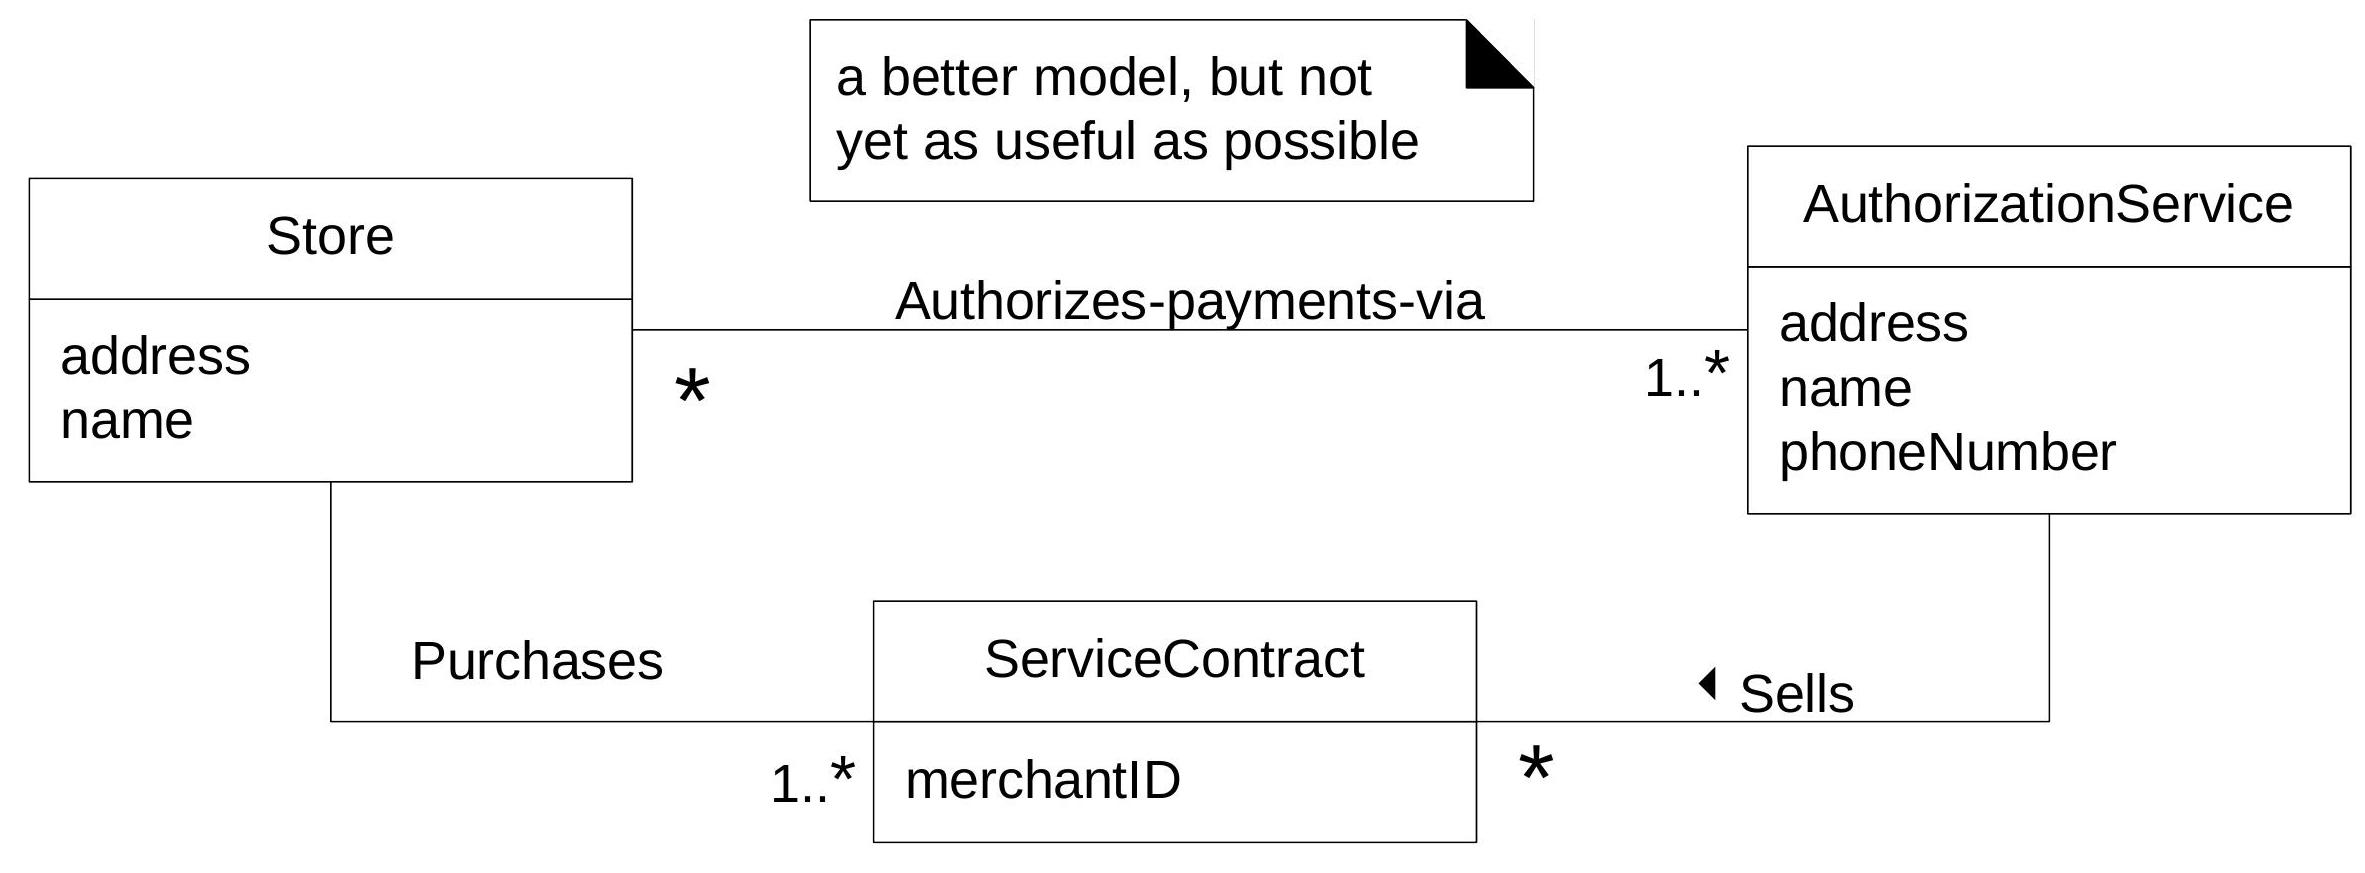 a better model, but not
yet as useful as possible
Store
address
name
Authorizes-payments-via
*
1..*
AuthorizationService
address
name
phoneNumber
Purchases
1..*
ServiceContract
merchantID
Sells
*